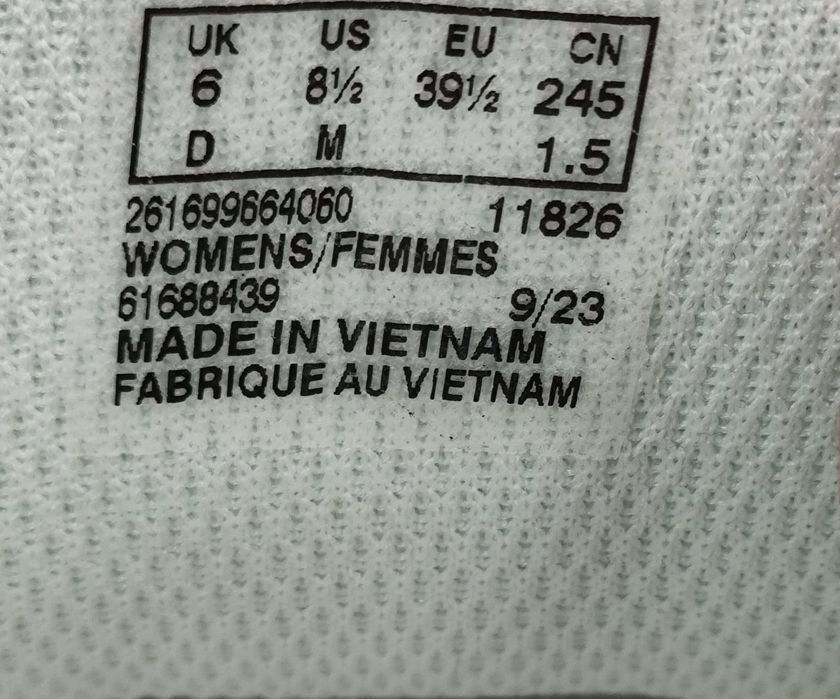 UK US EU CN
6 8½ 39½ 245
D M 1.5
261699664060 11826
WOMENS/FEMMES
61688439 9/23
MADE IN VIETNAM
FABRIQUE AU VIETNAM